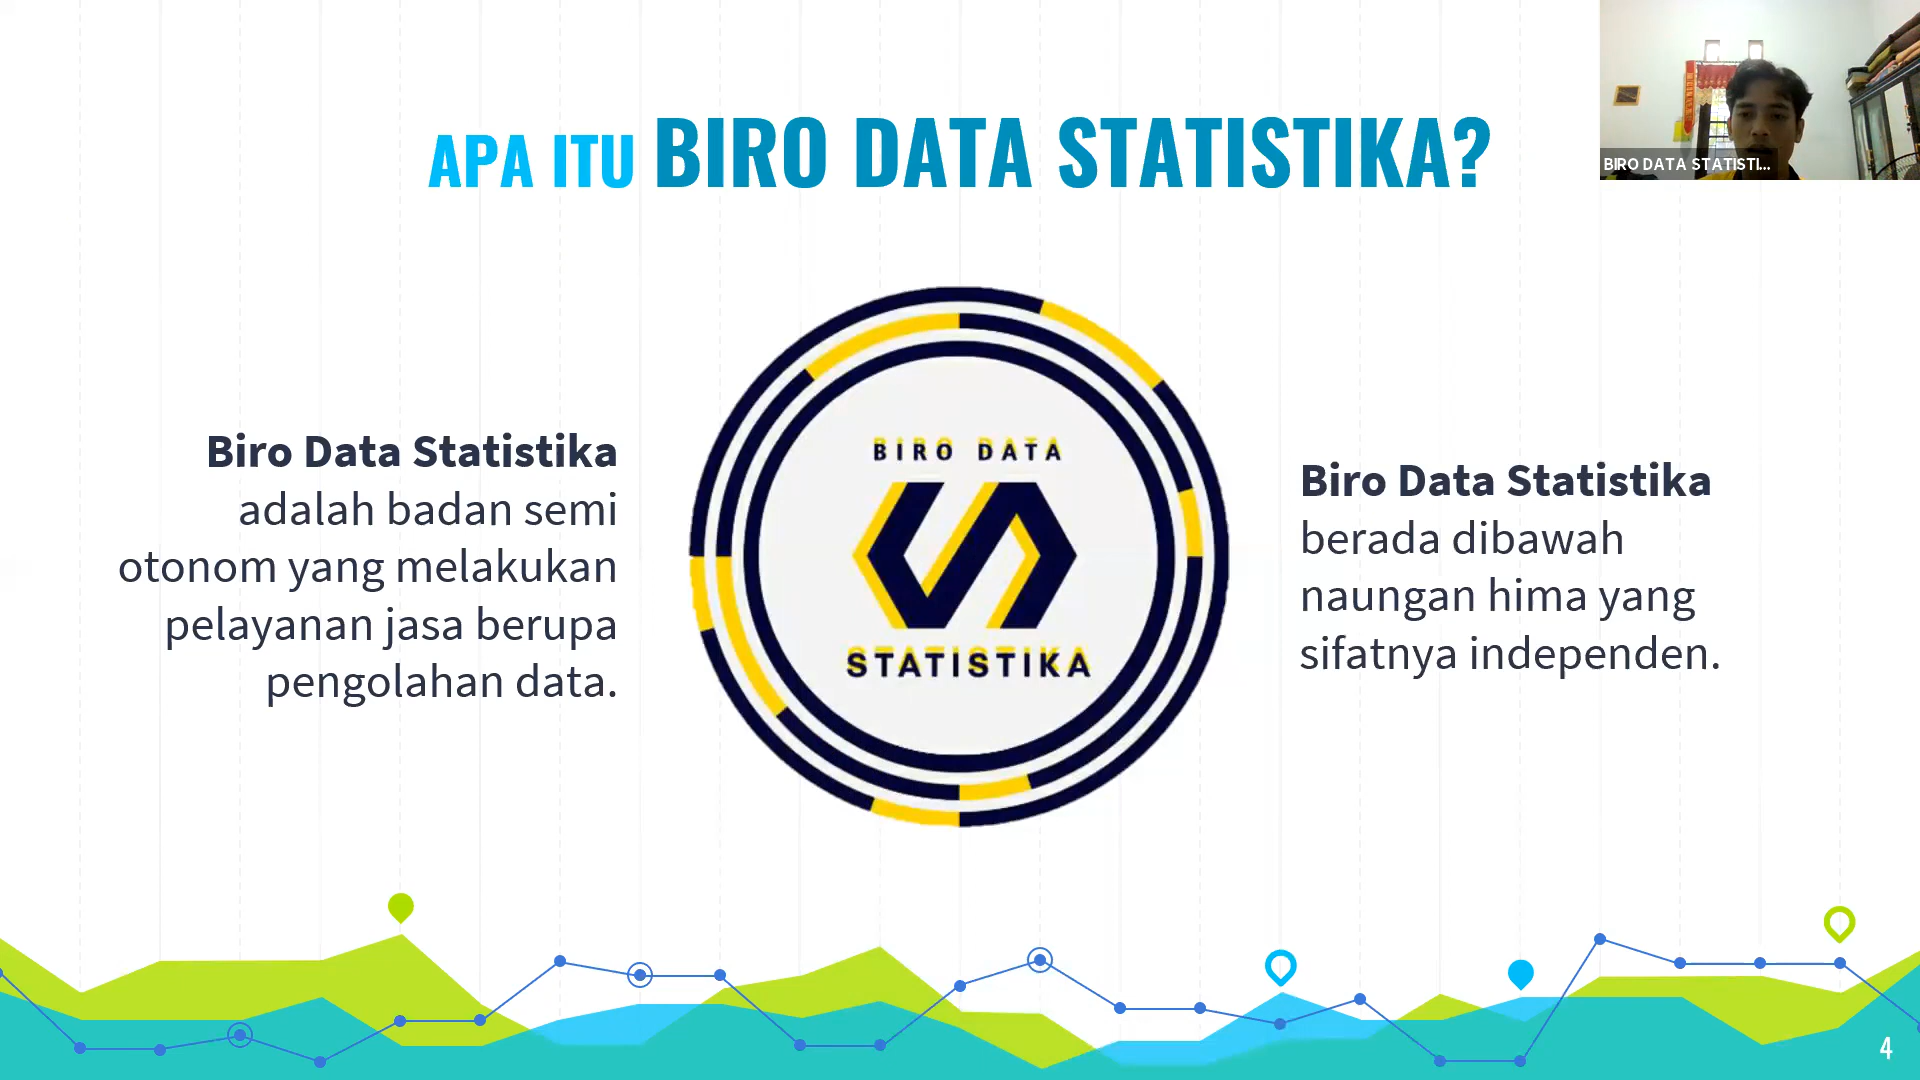 APA ITU BIRO DATA STATISTIKA?
BIRO DATA STATISTI...
Biro Data Statistika
adalah badan semi
otonom yang melakukan
pelayanan jasa berupa
pengolahan data.
BIRO DATA
STATISTIKA
Biro Data Statistika
berada dibawah
naungan hima yang
sifatnya independen.
4